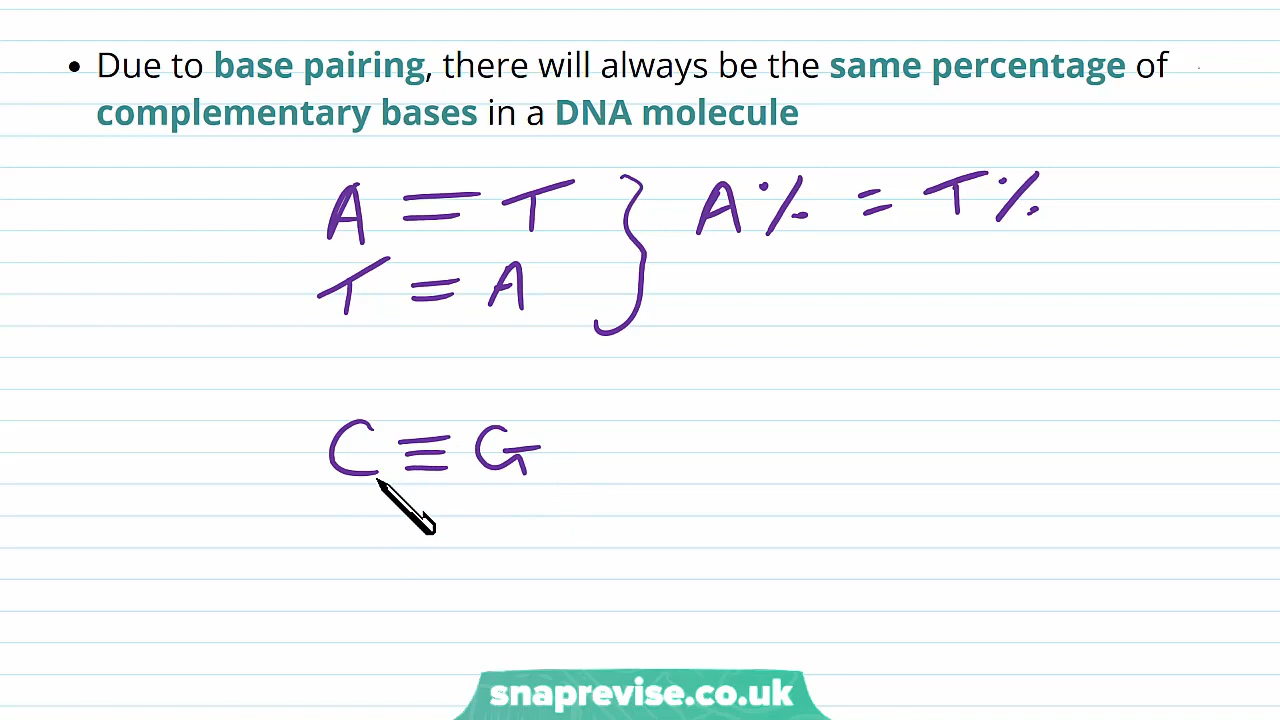 • Due to base pairing, there will always be the same percentage of
complementary bases in a DNA molecule
A = T } A% = T%
T = A
C ≡ G
snaprevise.co.uk